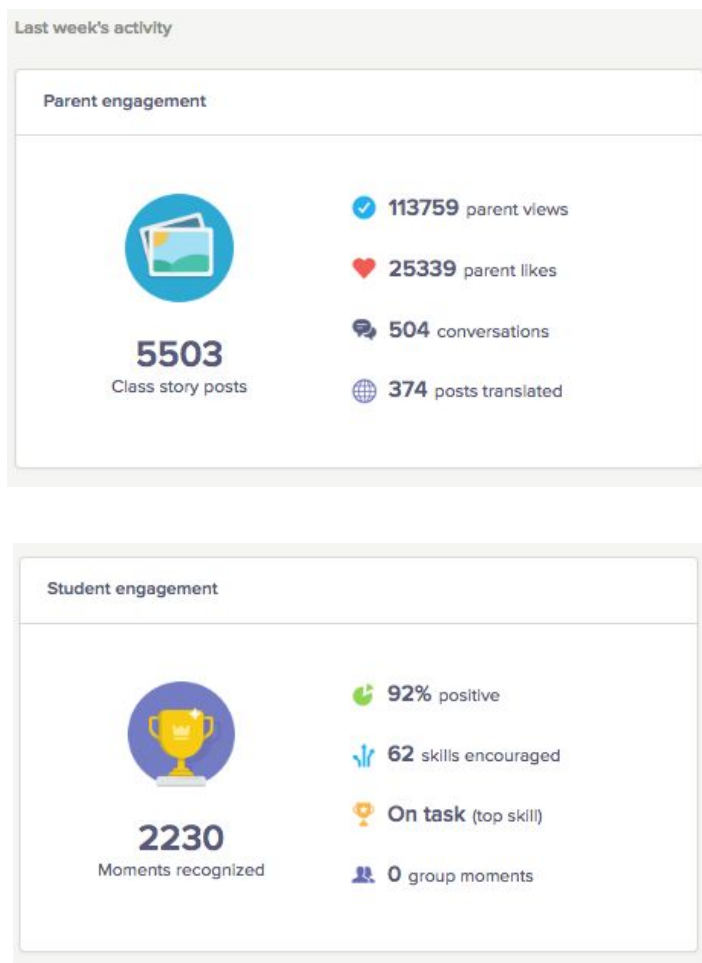 Last week's activity
Parent engagement
113759 parent views
25339 parent likes
504 conversations
374 posts translated
5503
Class story posts
Student engagement
92% positive
62 skills encouraged
On task (top skill)
0 group moments
2230
Moments recognized